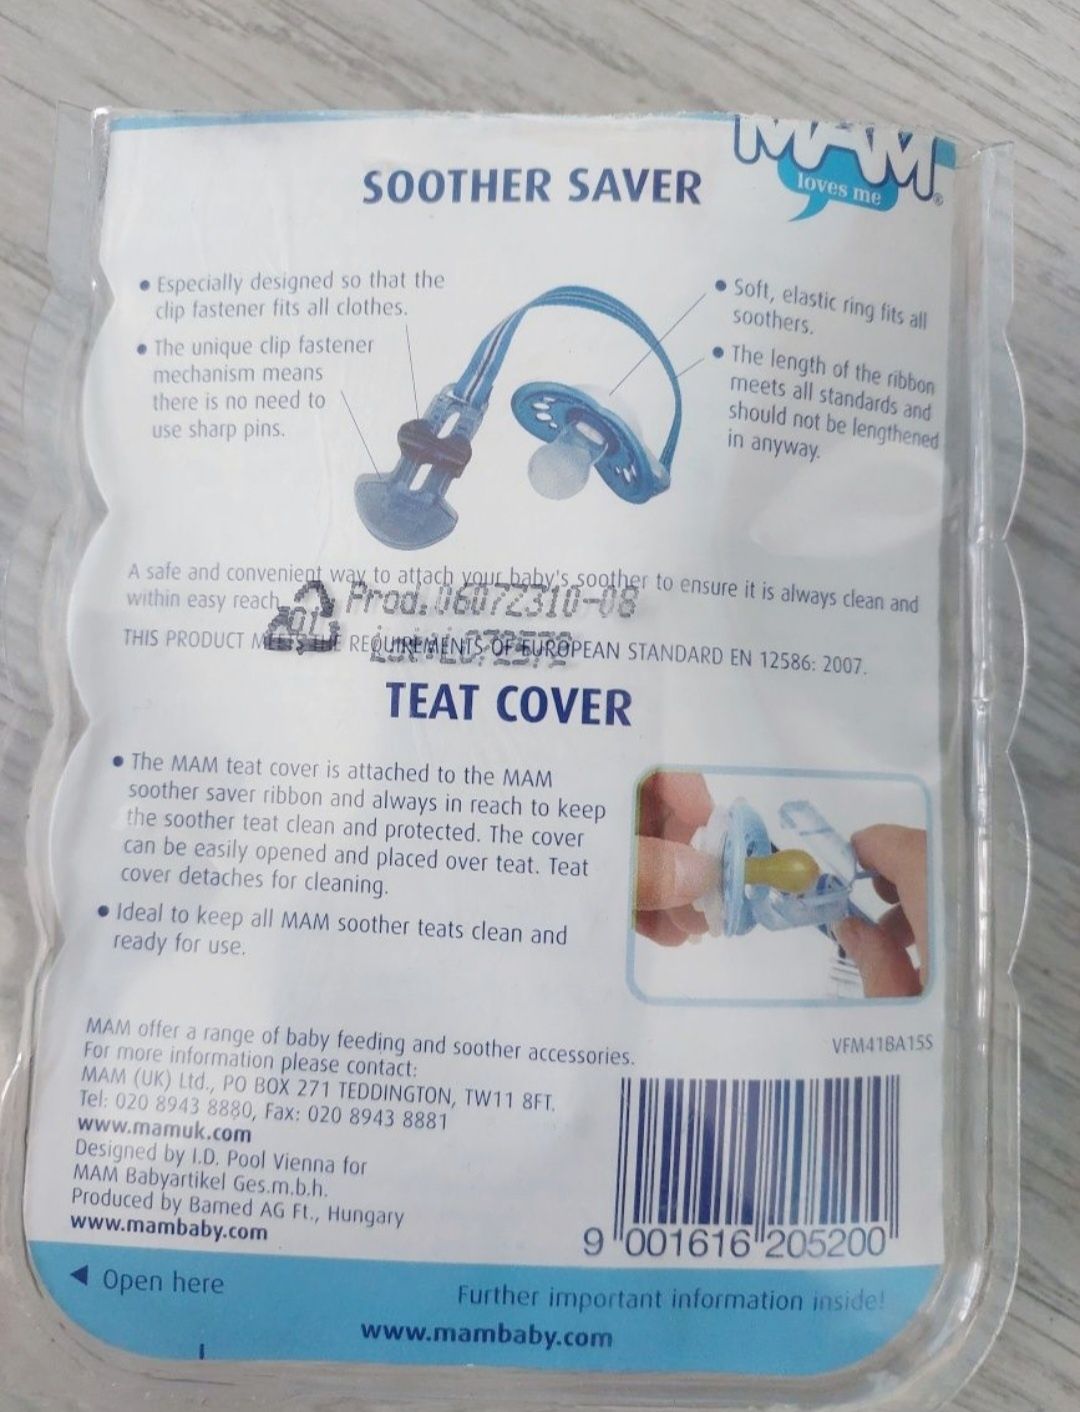 MAM
loves me
®
SOOTHER SAVER
• Especially designed so that the
clip fastener fits all clothes.
• The unique clip fastener
mechanism means
there is no need to
use sharp pins.
• Soft, elastic ring fits all
soothers.
• The length of the ribbon
meets all standards and
should not be lengthened
in anyway.
A safe and convenient way to attach your baby's soother to ensure it is always clean and
within easy reach
01
Prod.
THIS PRODUCT MEETS THE REQUIREMENTS OF EUROPEAN STANDARD EN 12586: 2007.
TEAT COVER
• The MAM teat cover is attached to the MAM
soother saver ribbon and always in reach to keep
the soother teat clean and protected. The cover
can be easily opened and placed over teat. Teat
cover detaches for cleaning.
• Ideal to keep all MAM soother teats clean and
ready for use.
MAM offer a range of baby feeding and soother accessories.
For more information please contact:
MAM (UK) Ltd., PO BOX 271 TEDDINGTON, TW11 8FT.
Tel: 020 8943 8880, Fax: 020 8943 8881
www.mamuk.com
Designed by I.D. Pool Vienna for
MAM Babyartikel Ges.m.b.h.
Produced by Bamed AG Ft., Hungary
www.mambaby.com
VFM41BA15S
9 001616 205200
◄ Open here
Further important information inside!
www.mambaby.com